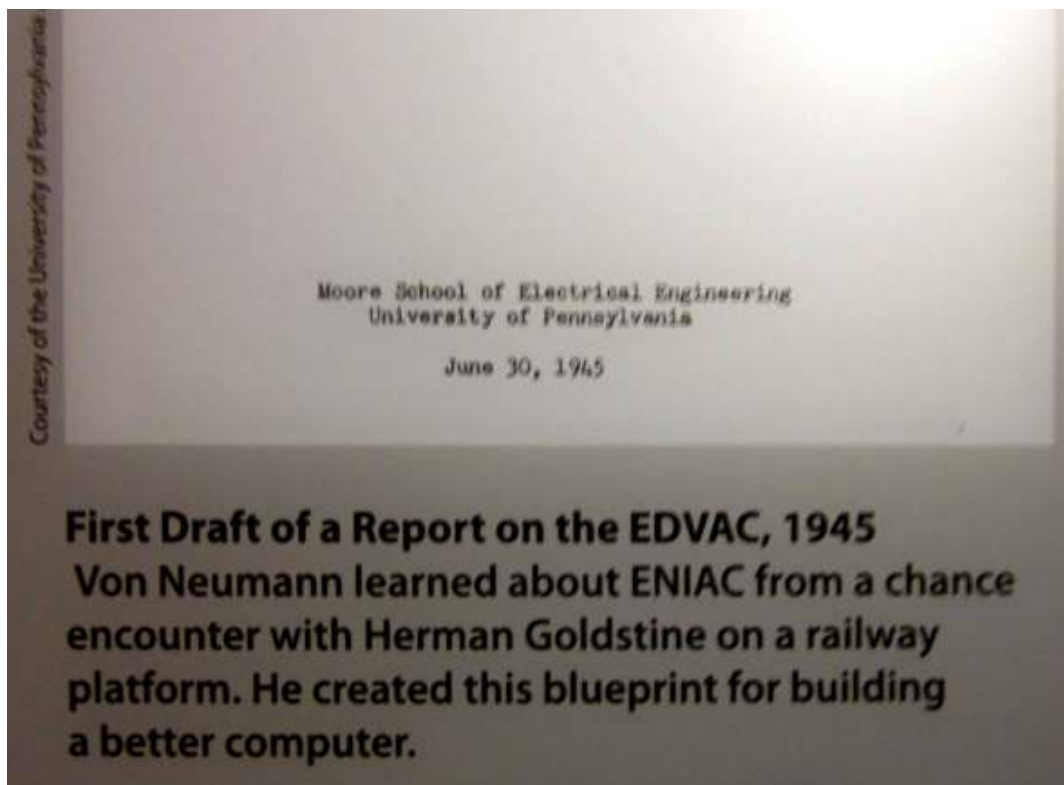 Courtesy of the University of Pennsylvania
Moore School of Electrical Engineering
University of Pennsylvania
June 30, 1945
First Draft of a Report on the EDVAC, 1945
Von Neumann learned about ENIAC from a chance
encounter with Herman Goldstine on a railway
platform. He created this blueprint for building
a better computer.